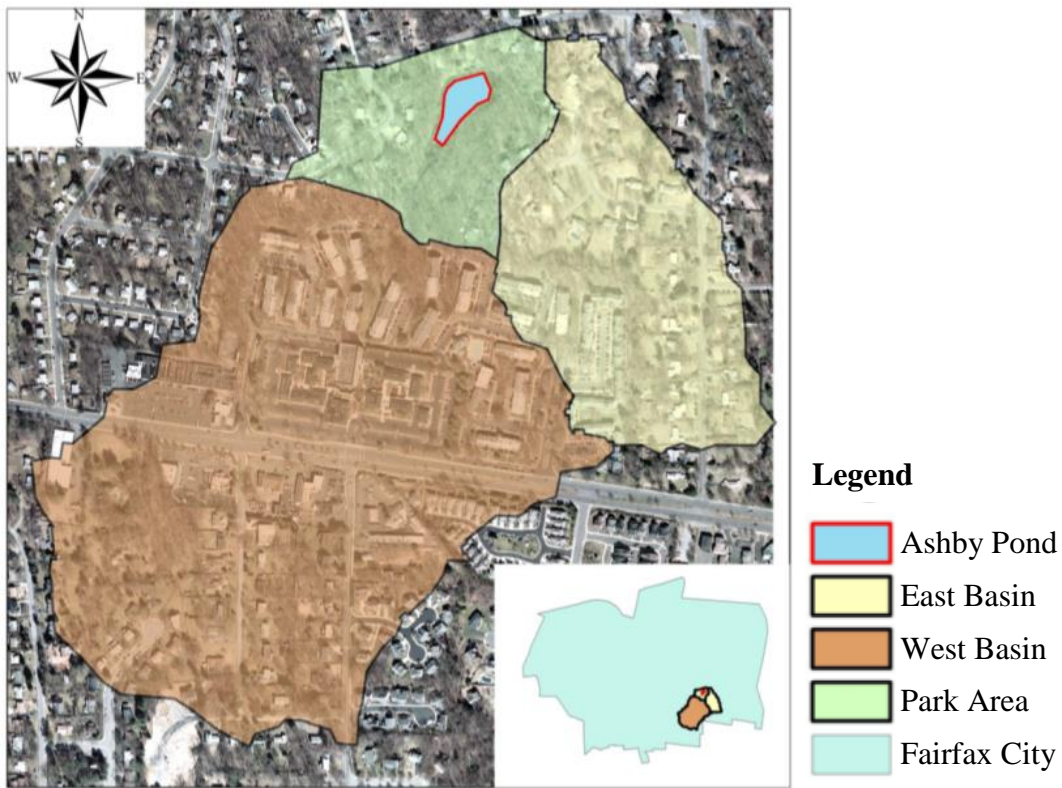 N
W E
S
Legend
Ashby Pond
East Basin
West Basin
Park Area
Fairfax City